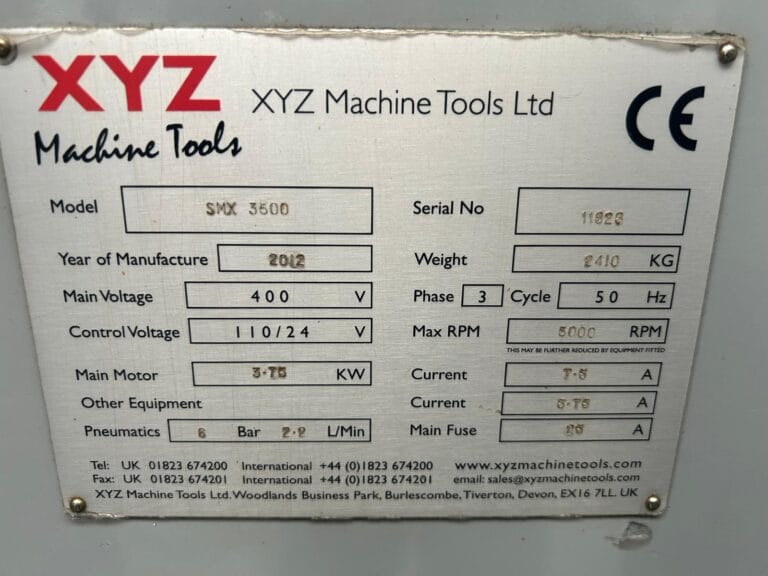 XYZ XYZ Machine Tools Ltd CE
Machine Tools
Model SMX 3500 Serial No
Year of Manufacture 2012 Weight 2410 KG
Main Voltage 400 V Phase 3 Cycle 50 Hz
Control Voltage 110/24 V Max RPM 5000 RPM
THIS MAY BE FURTHER REDUCED BY EQUIPMENT FITTED
Main Motor 3.75 KW Current 7.5 A
Other Equipment Current A
Pneumatics 6 Bar 2.2 L/Min Main Fuse A
Tel: UK 01823 674200 International +44 (0)1823 674200 www.xyzmachinetools.com
Fax: UK 01823 674201 International +44 (0)1823 674201 email: sales@xyzmachinetools.com
XYZ Machine Tools Ltd. Woodlands Business Park, Burlescombe, Tiverton, Devon, EX16 7LL. UK